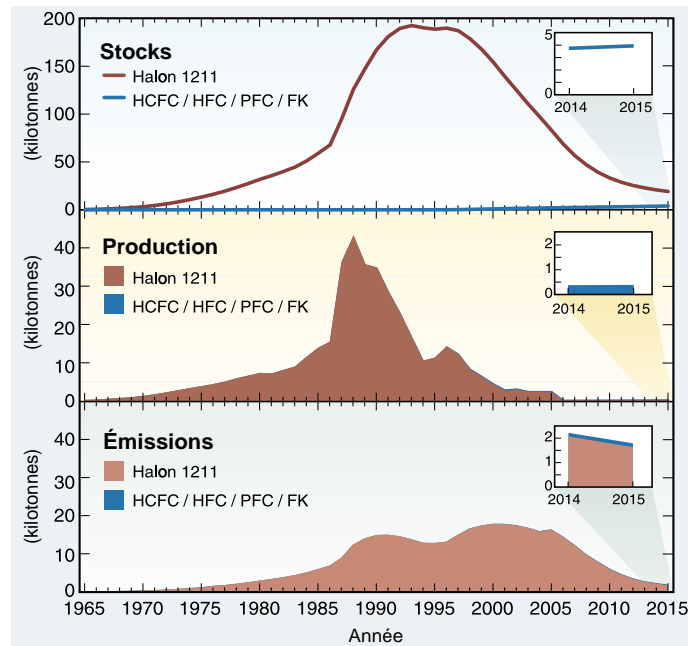 Stocks
Halon 1211
HCFC / HFC / PFC / FK
(kilotonnes)
200
150
100
50
0
5
0
2014 2015
Production
Halon 1211
HCFC / HFC / PFC / FK
(kilotonnes)
40
30
20
10
0
2
1
0
2014 2015
Émissions
Halon 1211
HCFC / HFC / PFC / FK
(kilotonnes)
40
30
20
10
0
2
1
0
2014 2015
1965 1970 1975 1980 1985 1990 1995 2000 2005 2010 2015
Année